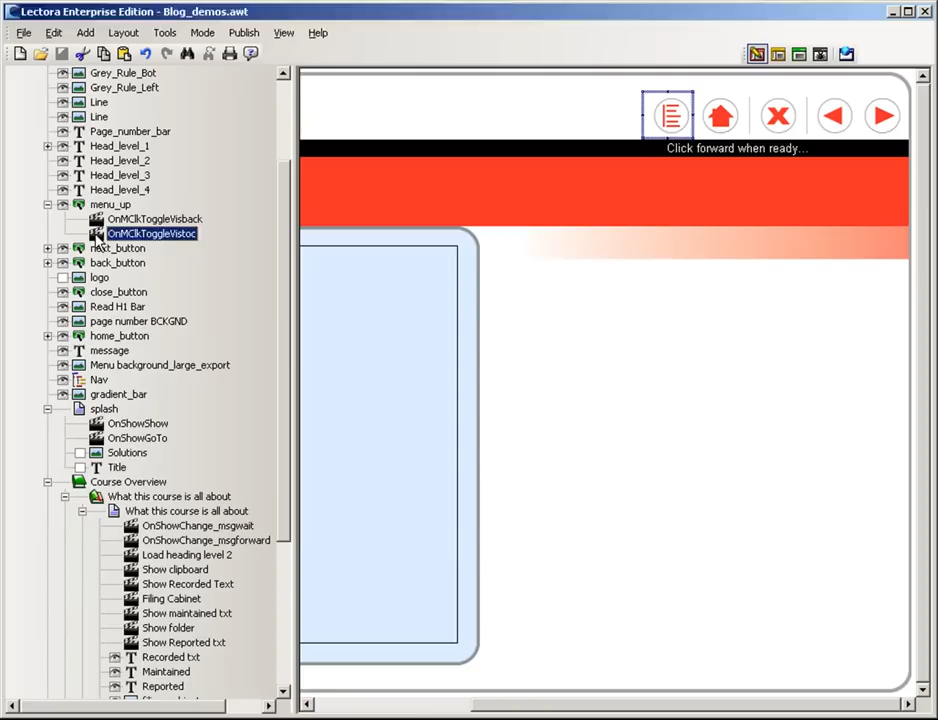 Lectora Enterprise Edition - Blog_demos.awt
File Edit Add Layout Tools Mode Publish View Help
Grey_Rule_Bot
Grey_Rule_Left
Line
Line
Page_number_bar
Head_level_1
Head_level_2
Head_level_3
Head_level_4
menu_up
OnMClkToggleVisback
OnMClkToggleVistoc
next_button
back_button
logo
close_button
Read H1 Bar
page number BCKGND
home_button
message
Menu background_large_export
Nav
gradient_bar
splash
OnShowShow
OnShowGoTo
Solutions
Title
Course Overview
What this course is all about
What this course is all about
OnShowChange_msgwait
OnShowChange_msgforward
Load heading level 2
Show clipboard
Show Recorded Text
Filing Cabinet
Show maintained txt
Show folder
Show Reported txt
Recorded txt
Maintained
Reported
Click forward when ready...